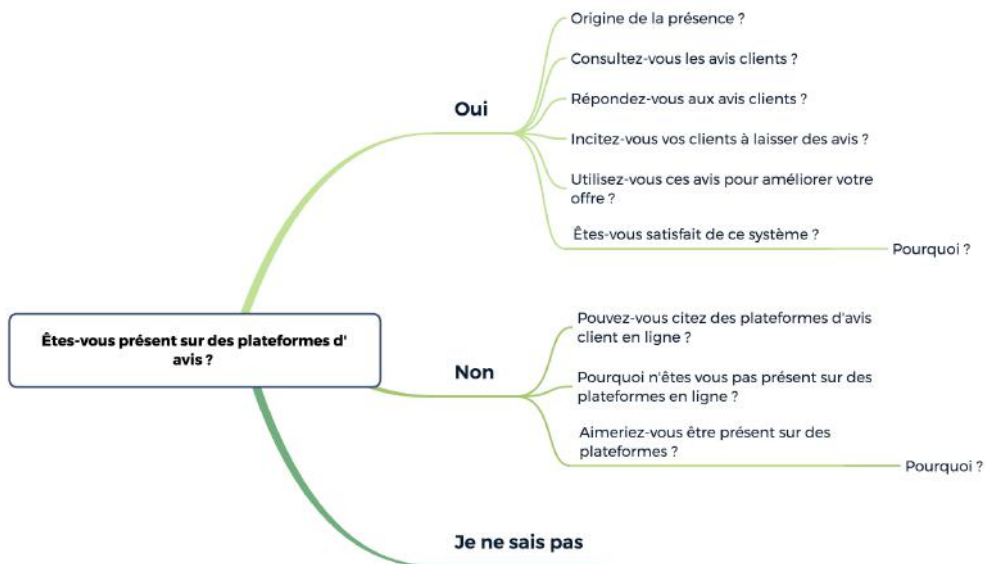 Origine de la présence ?
Consultez-vous les avis clients ?
Oui
Répondez-vous aux avis clients ?
Incitez-vous vos clients à laisser des avis ?
Utilisez-vous ces avis pour améliorer votre
offre ?
Êtes-vous satisfait de ce système ?
Pourquoi ?
Êtes-vous présent sur des plateformes d'
avis ?
Non
Pouvez-vous citez des plateformes d'avis
client en ligne ?
Pourquoi n'êtes vous pas présent sur des
plateformes en ligne ?
Aimeriez-vous être présent sur des
plateformes ?
Pourquoi ?
Je ne sais pas